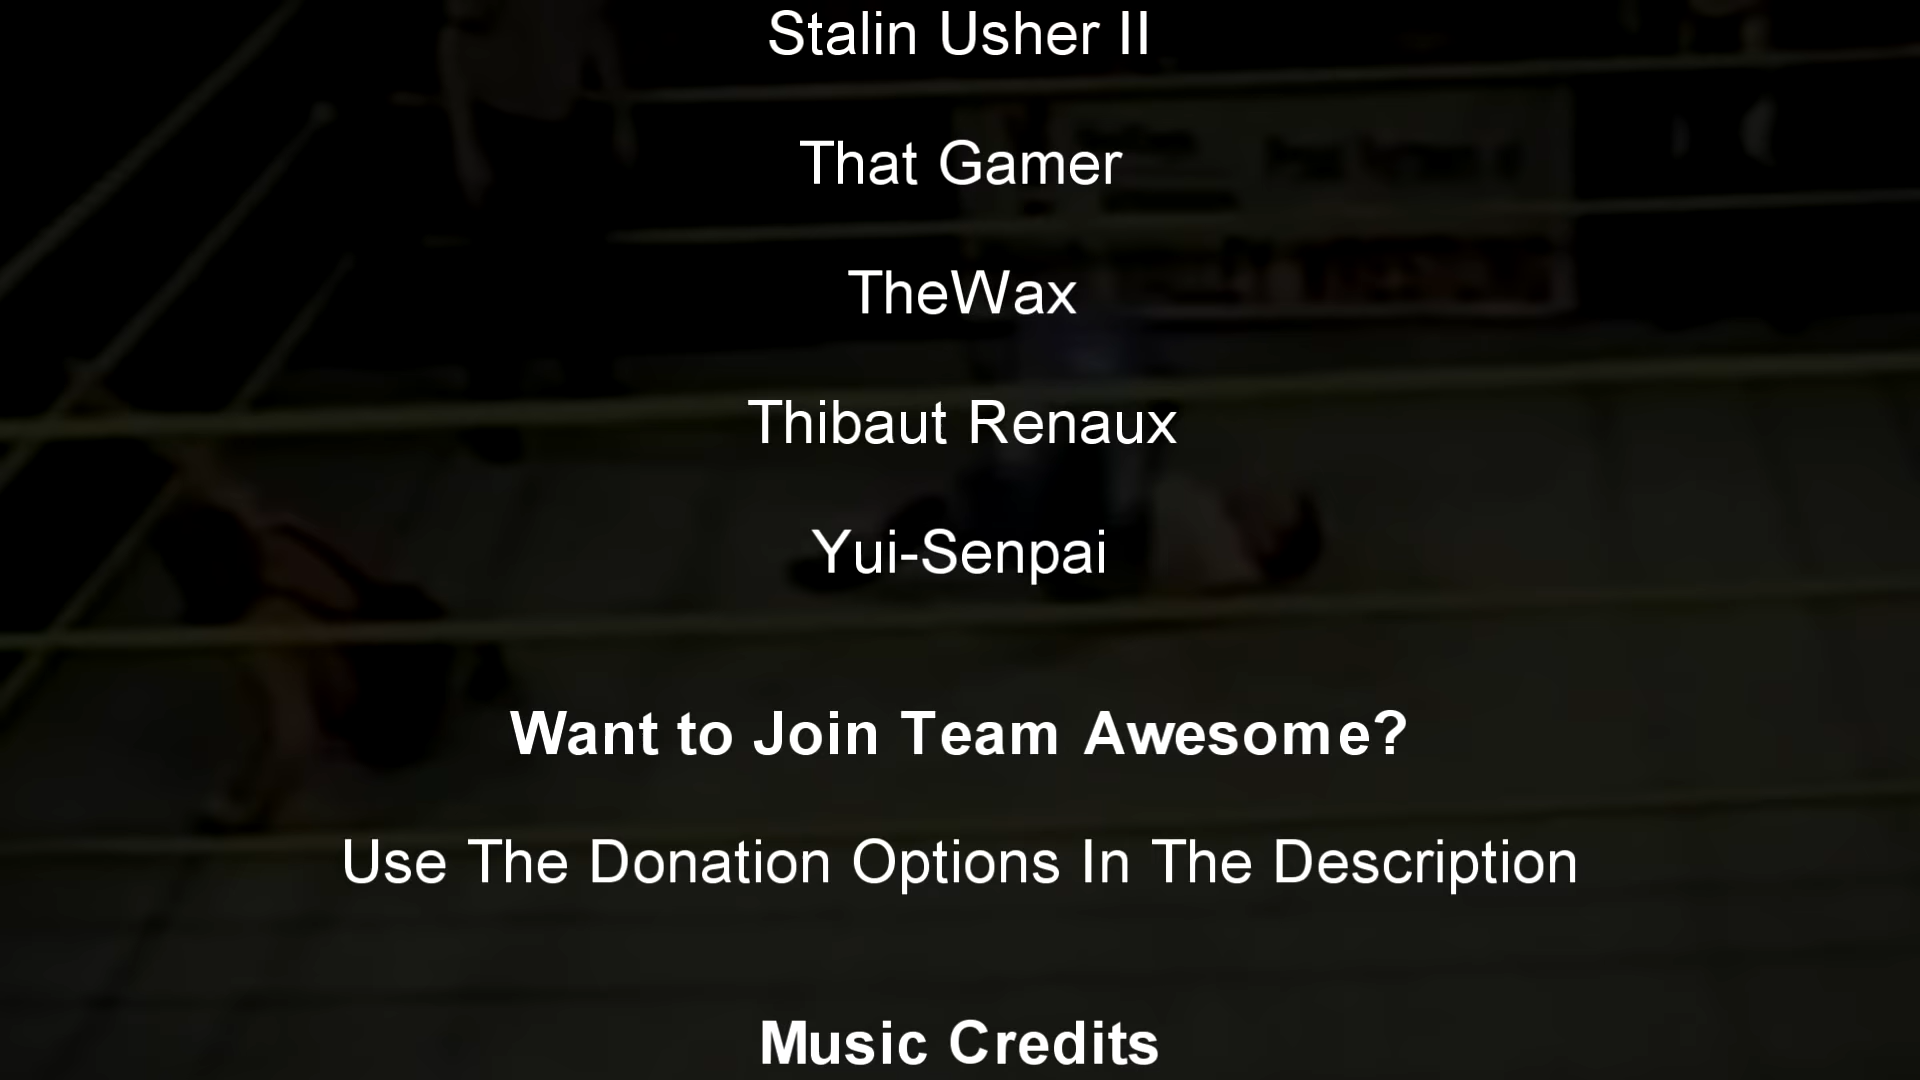 Stalin Usher II
That Gamer
TheWax
Thibaut Renaux
Yui-Senpai
Want to Join Team Awesome?
Use The Donation Options In The Description
Music Credits